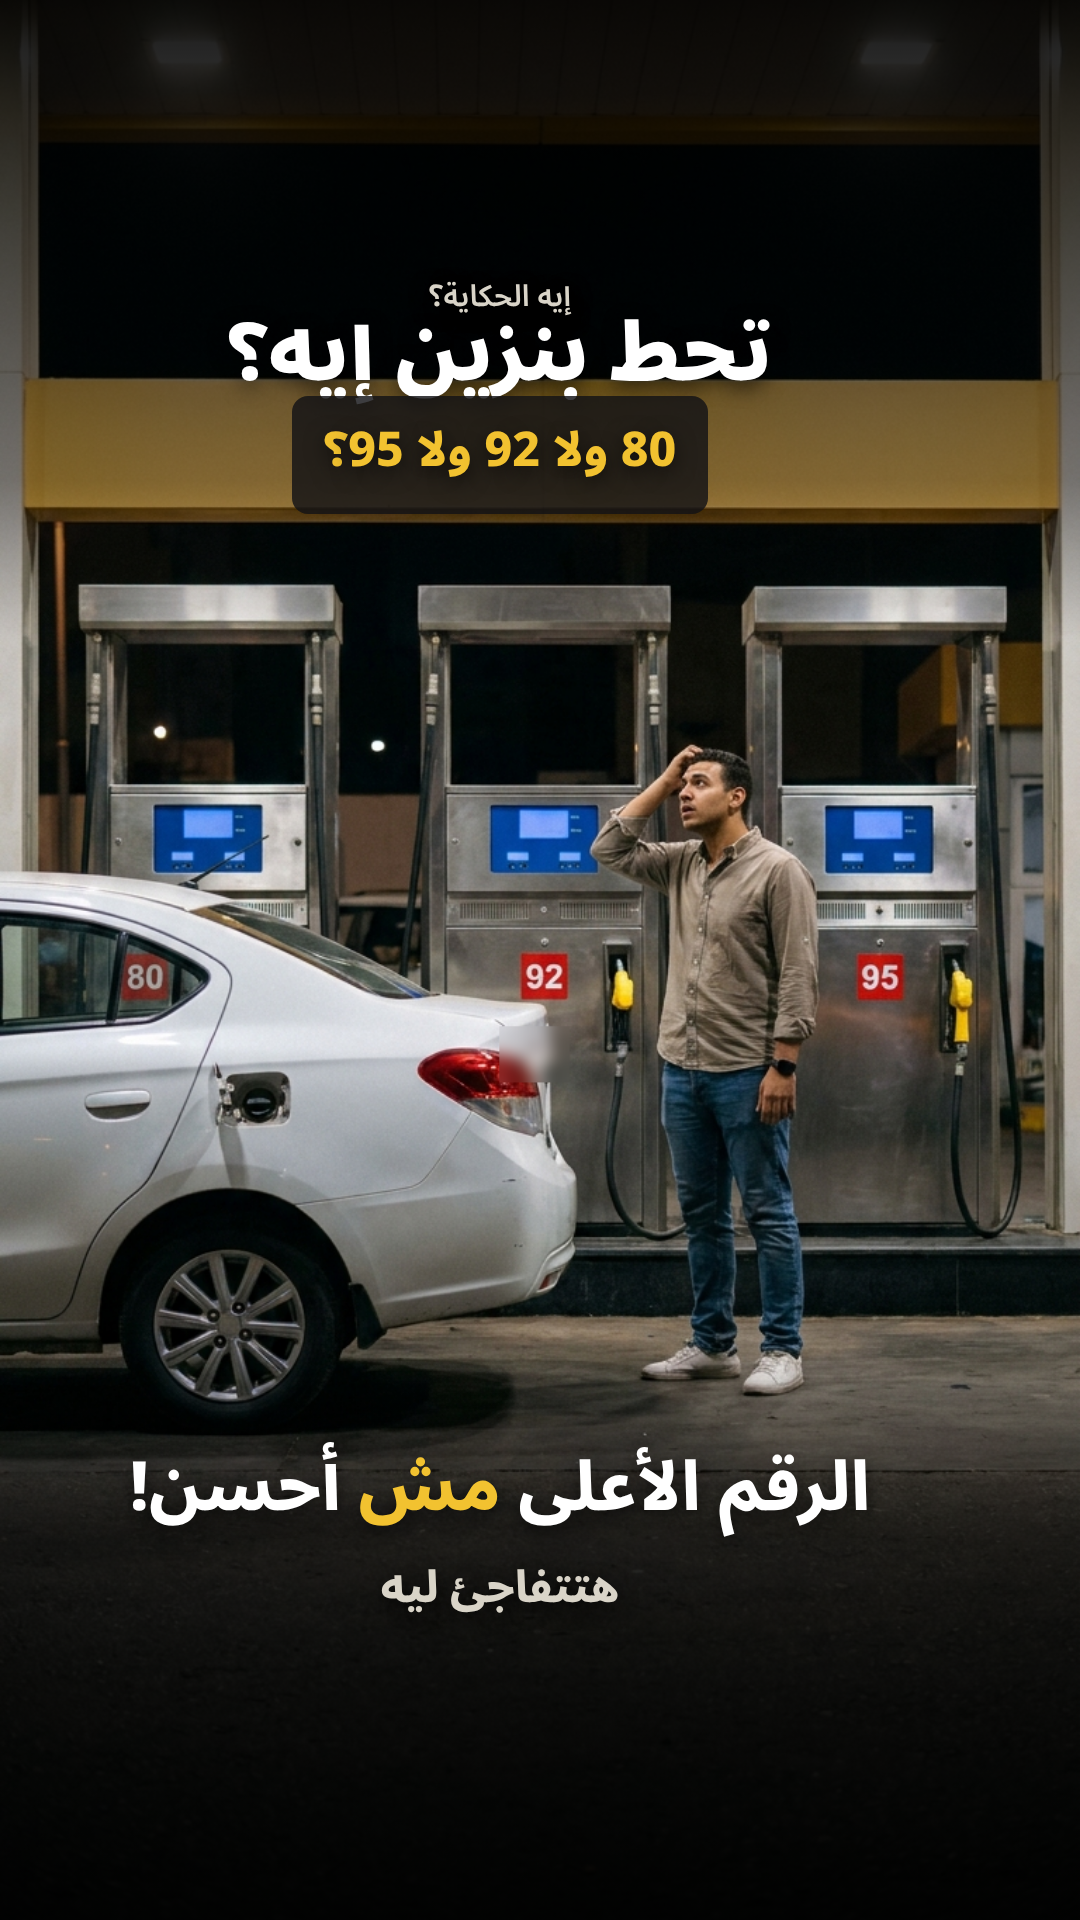 إيه الحكاية؟
تحط بنزين إيه؟
80 ولا 92 ولا 95؟
80
92
95
الرقم الأعلى مش أحسن!
هتتفاجئ ليه